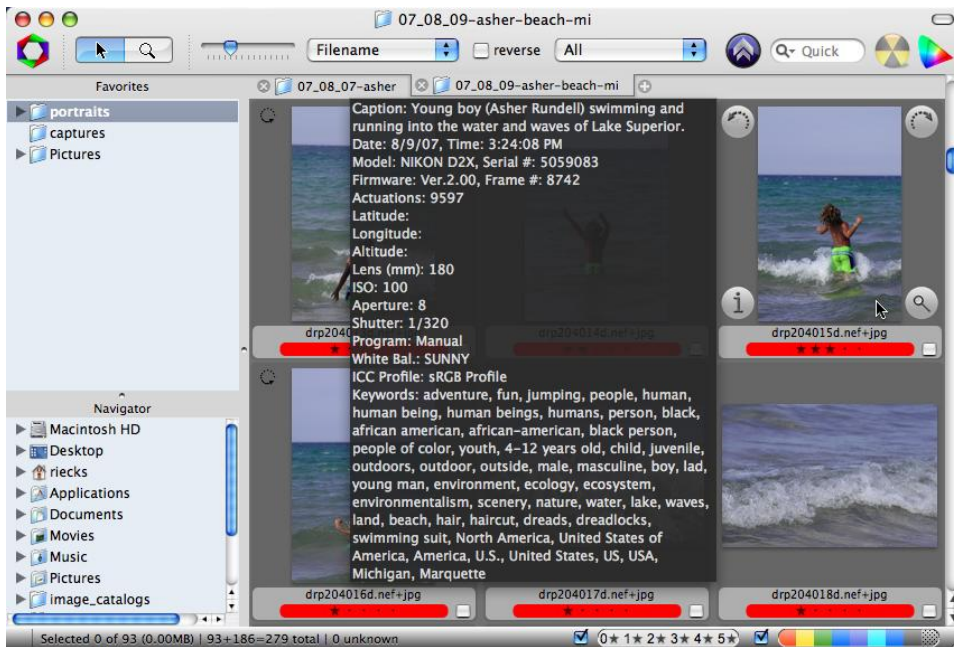 07_08_09-asher-beach-mi
Filename
reverse
All
Quick
Favorites
07_08_07-asher
07_08_09-asher-beach-mi
portraits
captures
Pictures
Caption: Young boy (Asher Rundell) swimming and
running into the water and waves of Lake Superior.
Date: 8/9/07, Time: 3:24:08 PM
Model: NIKON D2X, Serial #: 5059083
Firmware: Ver.2.00, Frame #: 8742
Actuations: 9597
Latitude:
Longitude:
Altitude:
Lens (mm): 180
ISO: 100
Aperture: 8
Shutter: 1/320
Program: Manual
White Bal.: SUNNY
ICC Profile: sRGB Profile
Keywords: adventure, fun, jumping, people, human,
human being, human beings, humans, person, black,
african american, african-american, black person,
people of color, youth, 4-12 years old, child, juvenile,
outdoors, outdoor, outside, male, masculine, boy, lad,
young man, environment, ecology, ecosystem,
environmentalism, scenery, nature, water, lake, waves,
land, beach, hair, haircut, dreads, dreadlocks,
swimming suit, North America, United States of
America, America, U.S., United States, US, USA,
Michigan, Marquette
drp204014d.nef+jpg
drp204015d.nef+jpg
Navigator
Macintosh HD
Desktop
riecks
Applications
Documents
Movies
Music
Pictures
image_catalogs
drp204016d.nef+jpg
drp204017d.nef+jpg
drp204018d.nef+jpg
Selected 0 of 93 (0.00MB) | 93+186=279 total | 0 unknown
0★ 1★ 2★ 3★ 4★ 5★